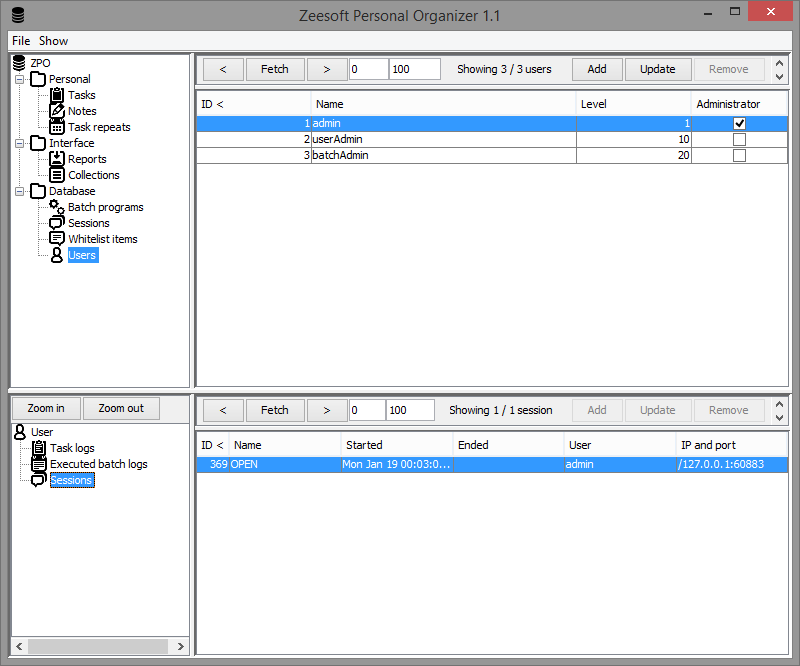 Zeesoft Personal Organizer 1.1
File Show
ZPO
Personal
Tasks
Notes
Task repeats
Interface
Reports
Collections
Database
Batch programs
Sessions
Whitelist items
Users
< Fetch > 0 100 Showing 3 / 3 users Add Update Remove
ID < Name Level Administrator
1 admin 1
2 userAdmin 10
3 batchAdmin 20
Zoom in Zoom out
User
Task logs
Executed batch logs
Sessions
< Fetch > 0 100 Showing 1 / 1 session Add Update Remove
ID < Name Started Ended User IP and port
369 OPEN Mon Jan 19 00:03:0... admin /127.0.0.1:60883